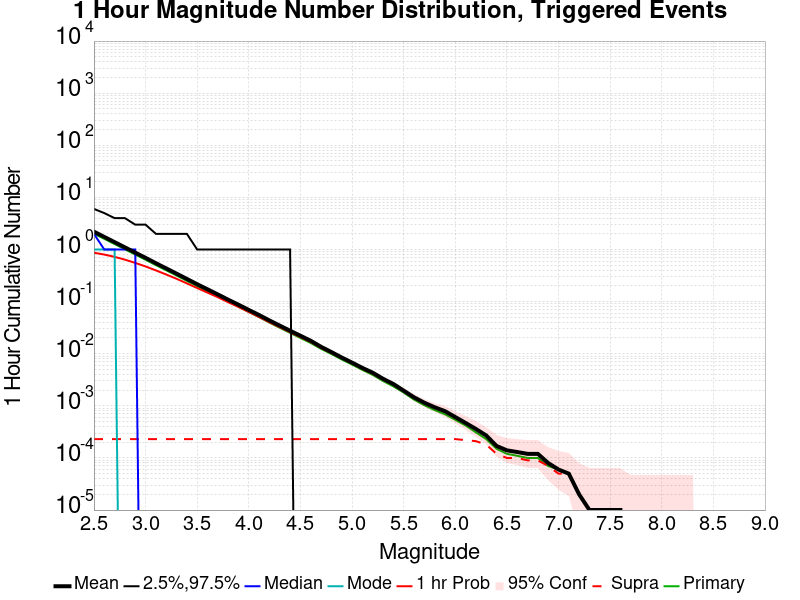 1 Hour Magnitude Number Distribution, Triggered Events
10 4
10 3
10 2
10 1
10 0
10 -1
10 -2
10 -3
10 -4
10 -5
1 Hour Cumulative Number
2.5 3.0 3.5 4.0 4.5 5.0 5.5 6.0 6.5 7.0 7.5 8.0 8.5 9.0
Magnitude
Mean 2.5%,97.5% Median Mode 1 hr Prob 95% Conf Supra Primary